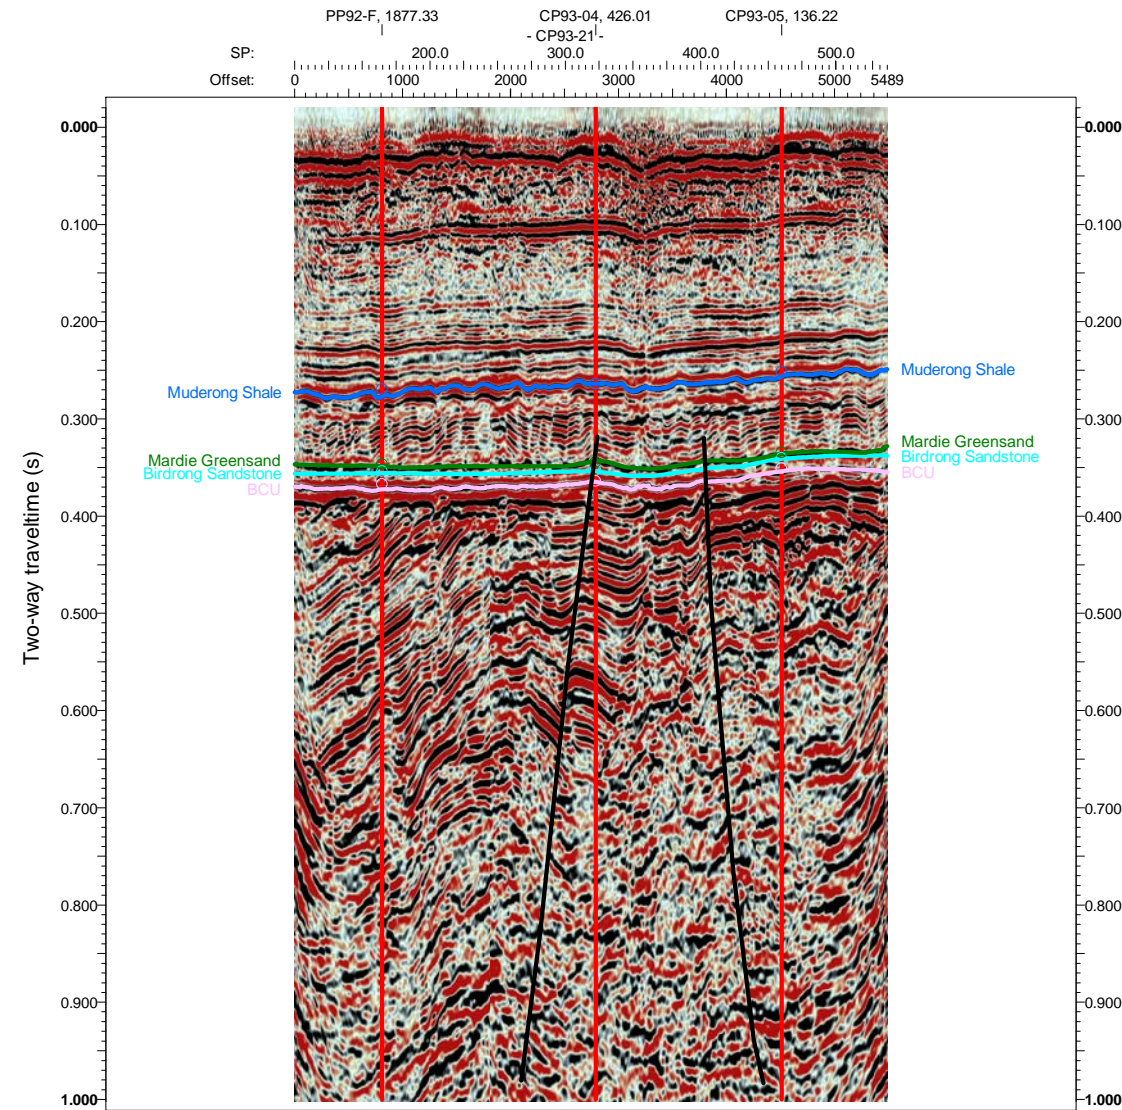 PP92-F, 1877.33 CP93-04, 426.01 CP93-05, 136.22
- CP93-21 -
SP: 200.0 300.0 400.0 500.0
Offset: 0 1000 2000 3000 4000 5000 5489
0.000 0.000
0.100 0.100
0.200 0.200
Muderong Shale
Muderong Shale
0.300 0.300
Mardie Greensand
Birdrong Sandstone
BCU
Mardie Greensand
Birdrong Sandstone
BCU
0.400 0.400
0.500 0.500
Two-way traveltime (s)
0.600 0.600
0.700 0.700
0.800 0.800
0.900 0.900
1.000 1.000